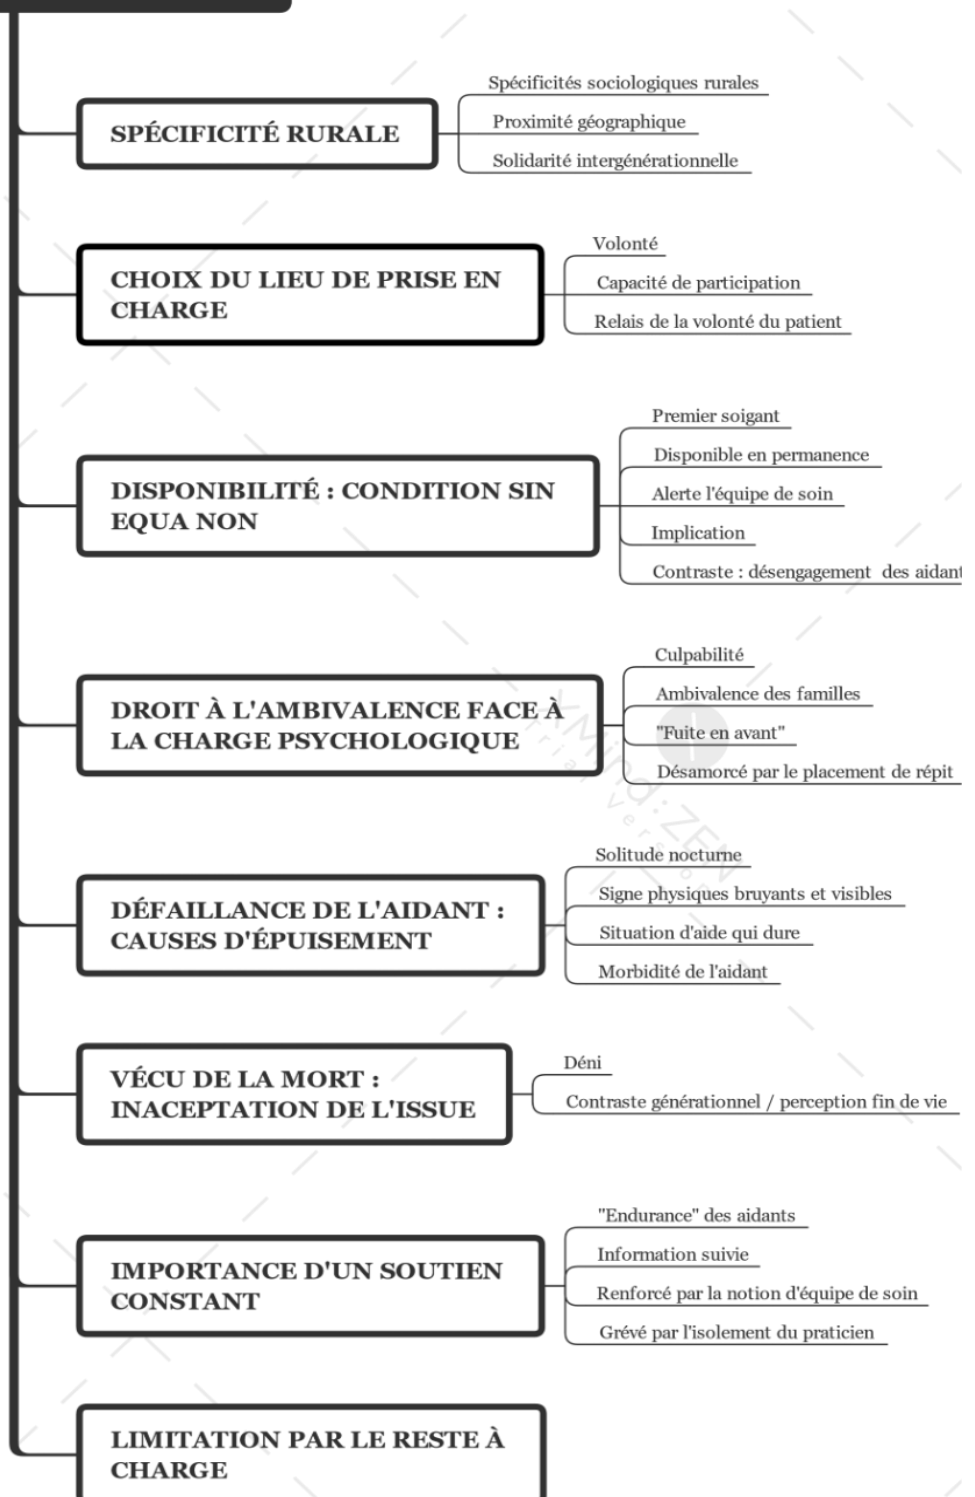 SPÉCIFICITÉ RURALE
Spécificités sociologiques rurales
Proximité géographique
Solidarité intergénérationnelle
CHOIX DU LIEU DE PRISE EN
CHARGE
Volonté
Capacité de participation
Relais de la volonté du patient
DISPONIBILITÉ : CONDITION SIN
EQUA NON
Premier soigant
Disponible en permanence
Alerte l'équipe de soin
Implication
Contraste : désengagement des aidant
DROIT À L'AMBIVALENCE FACE À
LA CHARGE PSYCHOLOGIQUE
Culpabilité
Ambivalence des familles
"Fuite en avant"
Désamorcé par le placement de répit
XMind:ZEN
Trial Version
DÉFAILLANCE DE L'AIDANT :
CAUSES D'ÉPUISEMENT
Solitude nocturne
Signe physiques bruyants et visibles
Situation d'aide qui dure
Morbidité de l'aidant
VÉCU DE LA MORT :
INACEPTATION DE L'ISSUE
Déni
Contraste générationnel / perception fin de vie
IMPORTANCE D'UN SOUTIEN
CONSTANT
"Endurance" des aidants
Information suivie
Renforcé par la notion d'équipe de soin
Grévé par l'isolement du praticien
LIMITATION PAR LE RESTE À
CHARGE